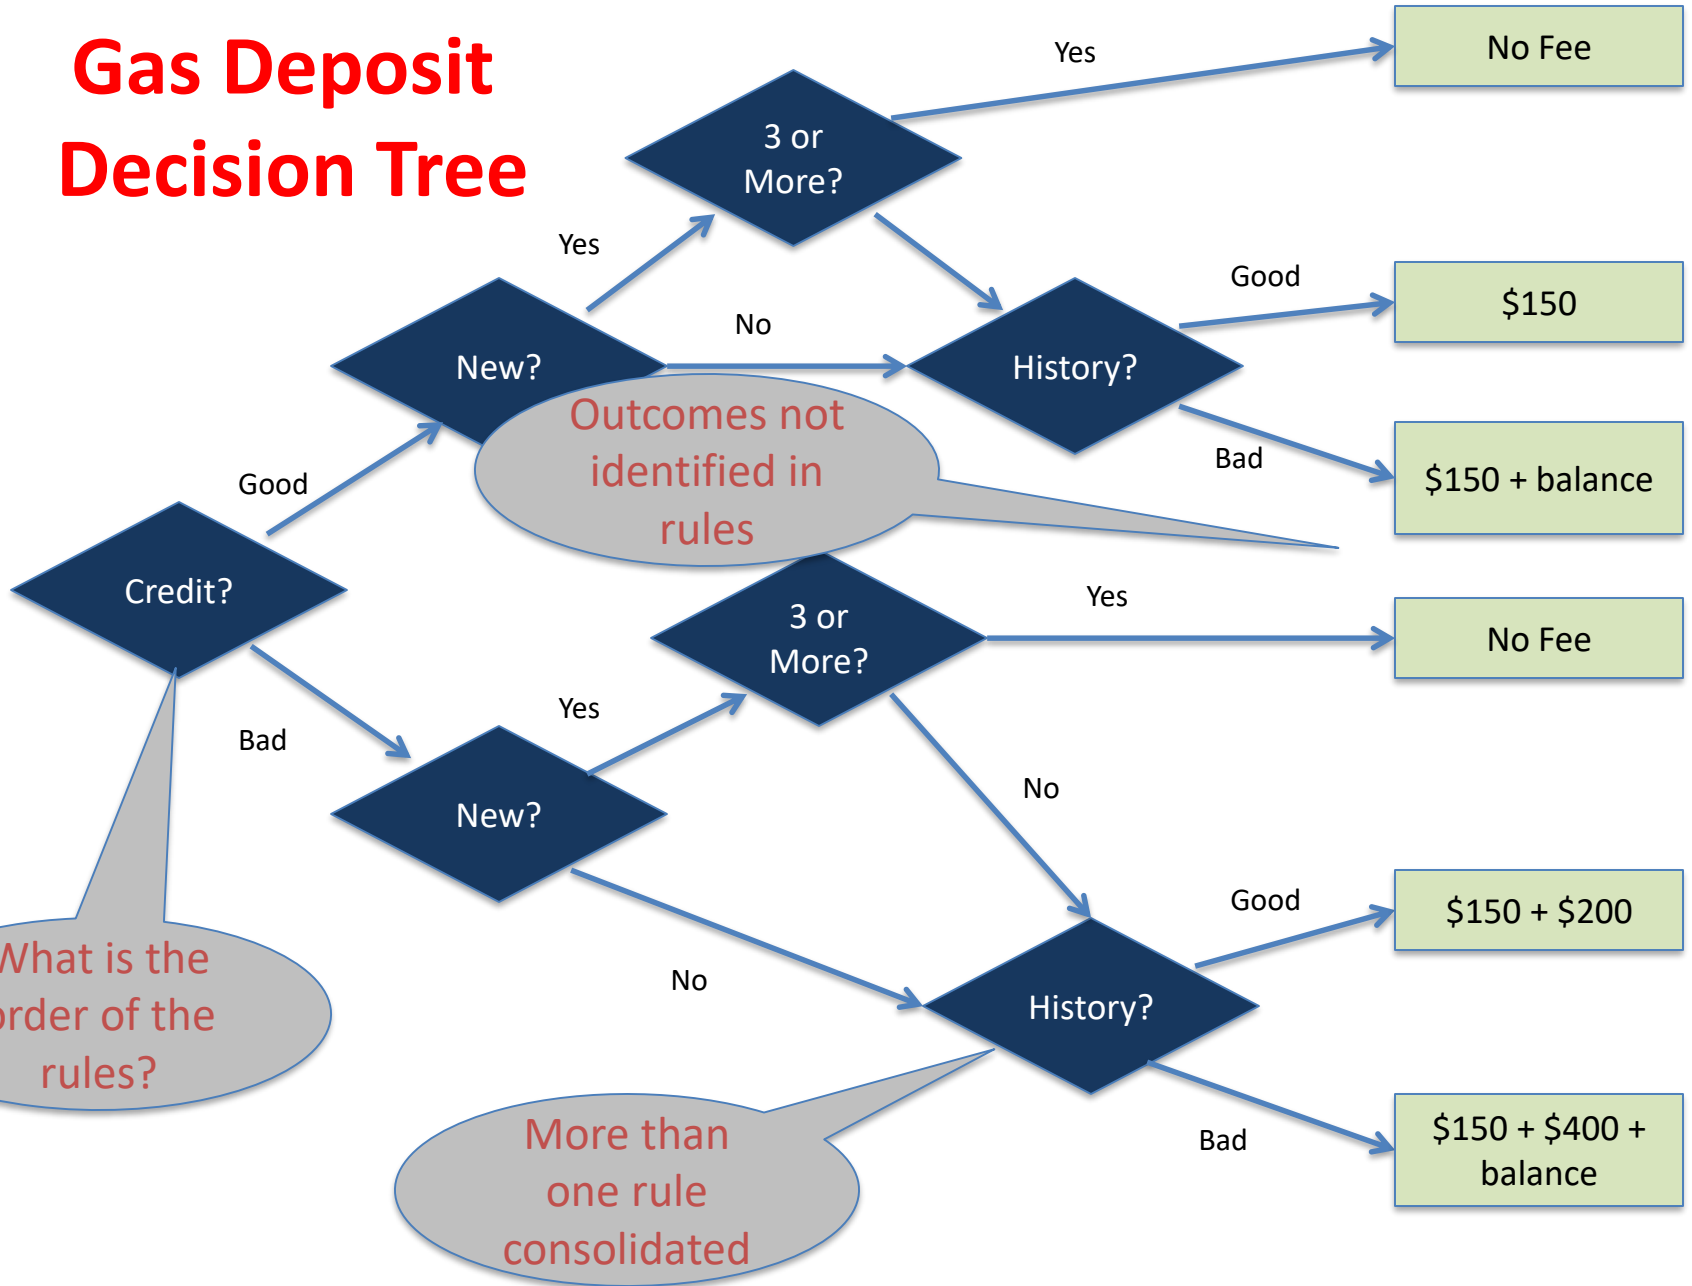 Gas Deposit
Decision Tree
Yes
No Fee
3 or
More?
Yes
Good
$150
No
New?
History?
Outcomes not
identified in
rules
Bad
$150 + balance
Good
Credit?
3 or
More?
Yes
No Fee
Yes
Bad
New?
No
Good
$150 + $200
What is the
order of the
rules?
No
History?
More than
one rule
consolidated
Bad
$150 + $400 +
balance